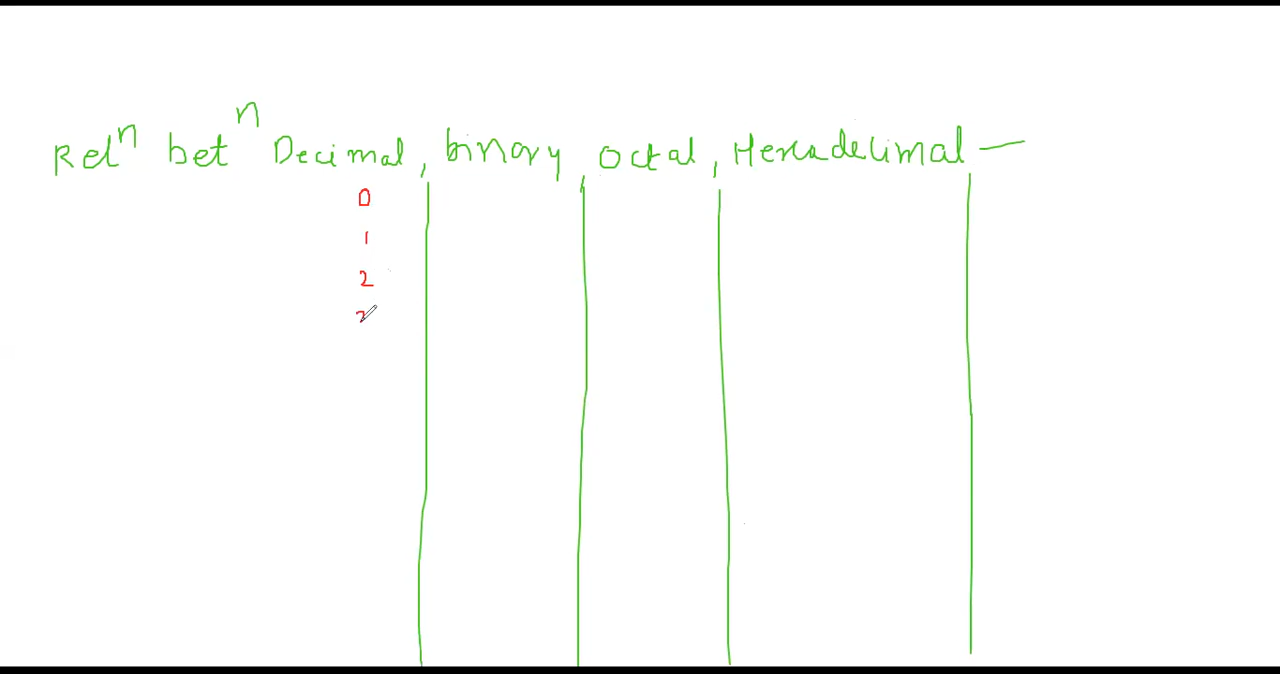 Relⁿ betⁿ Decimal, binary, Octal, Hexadecimal —
0
1
2